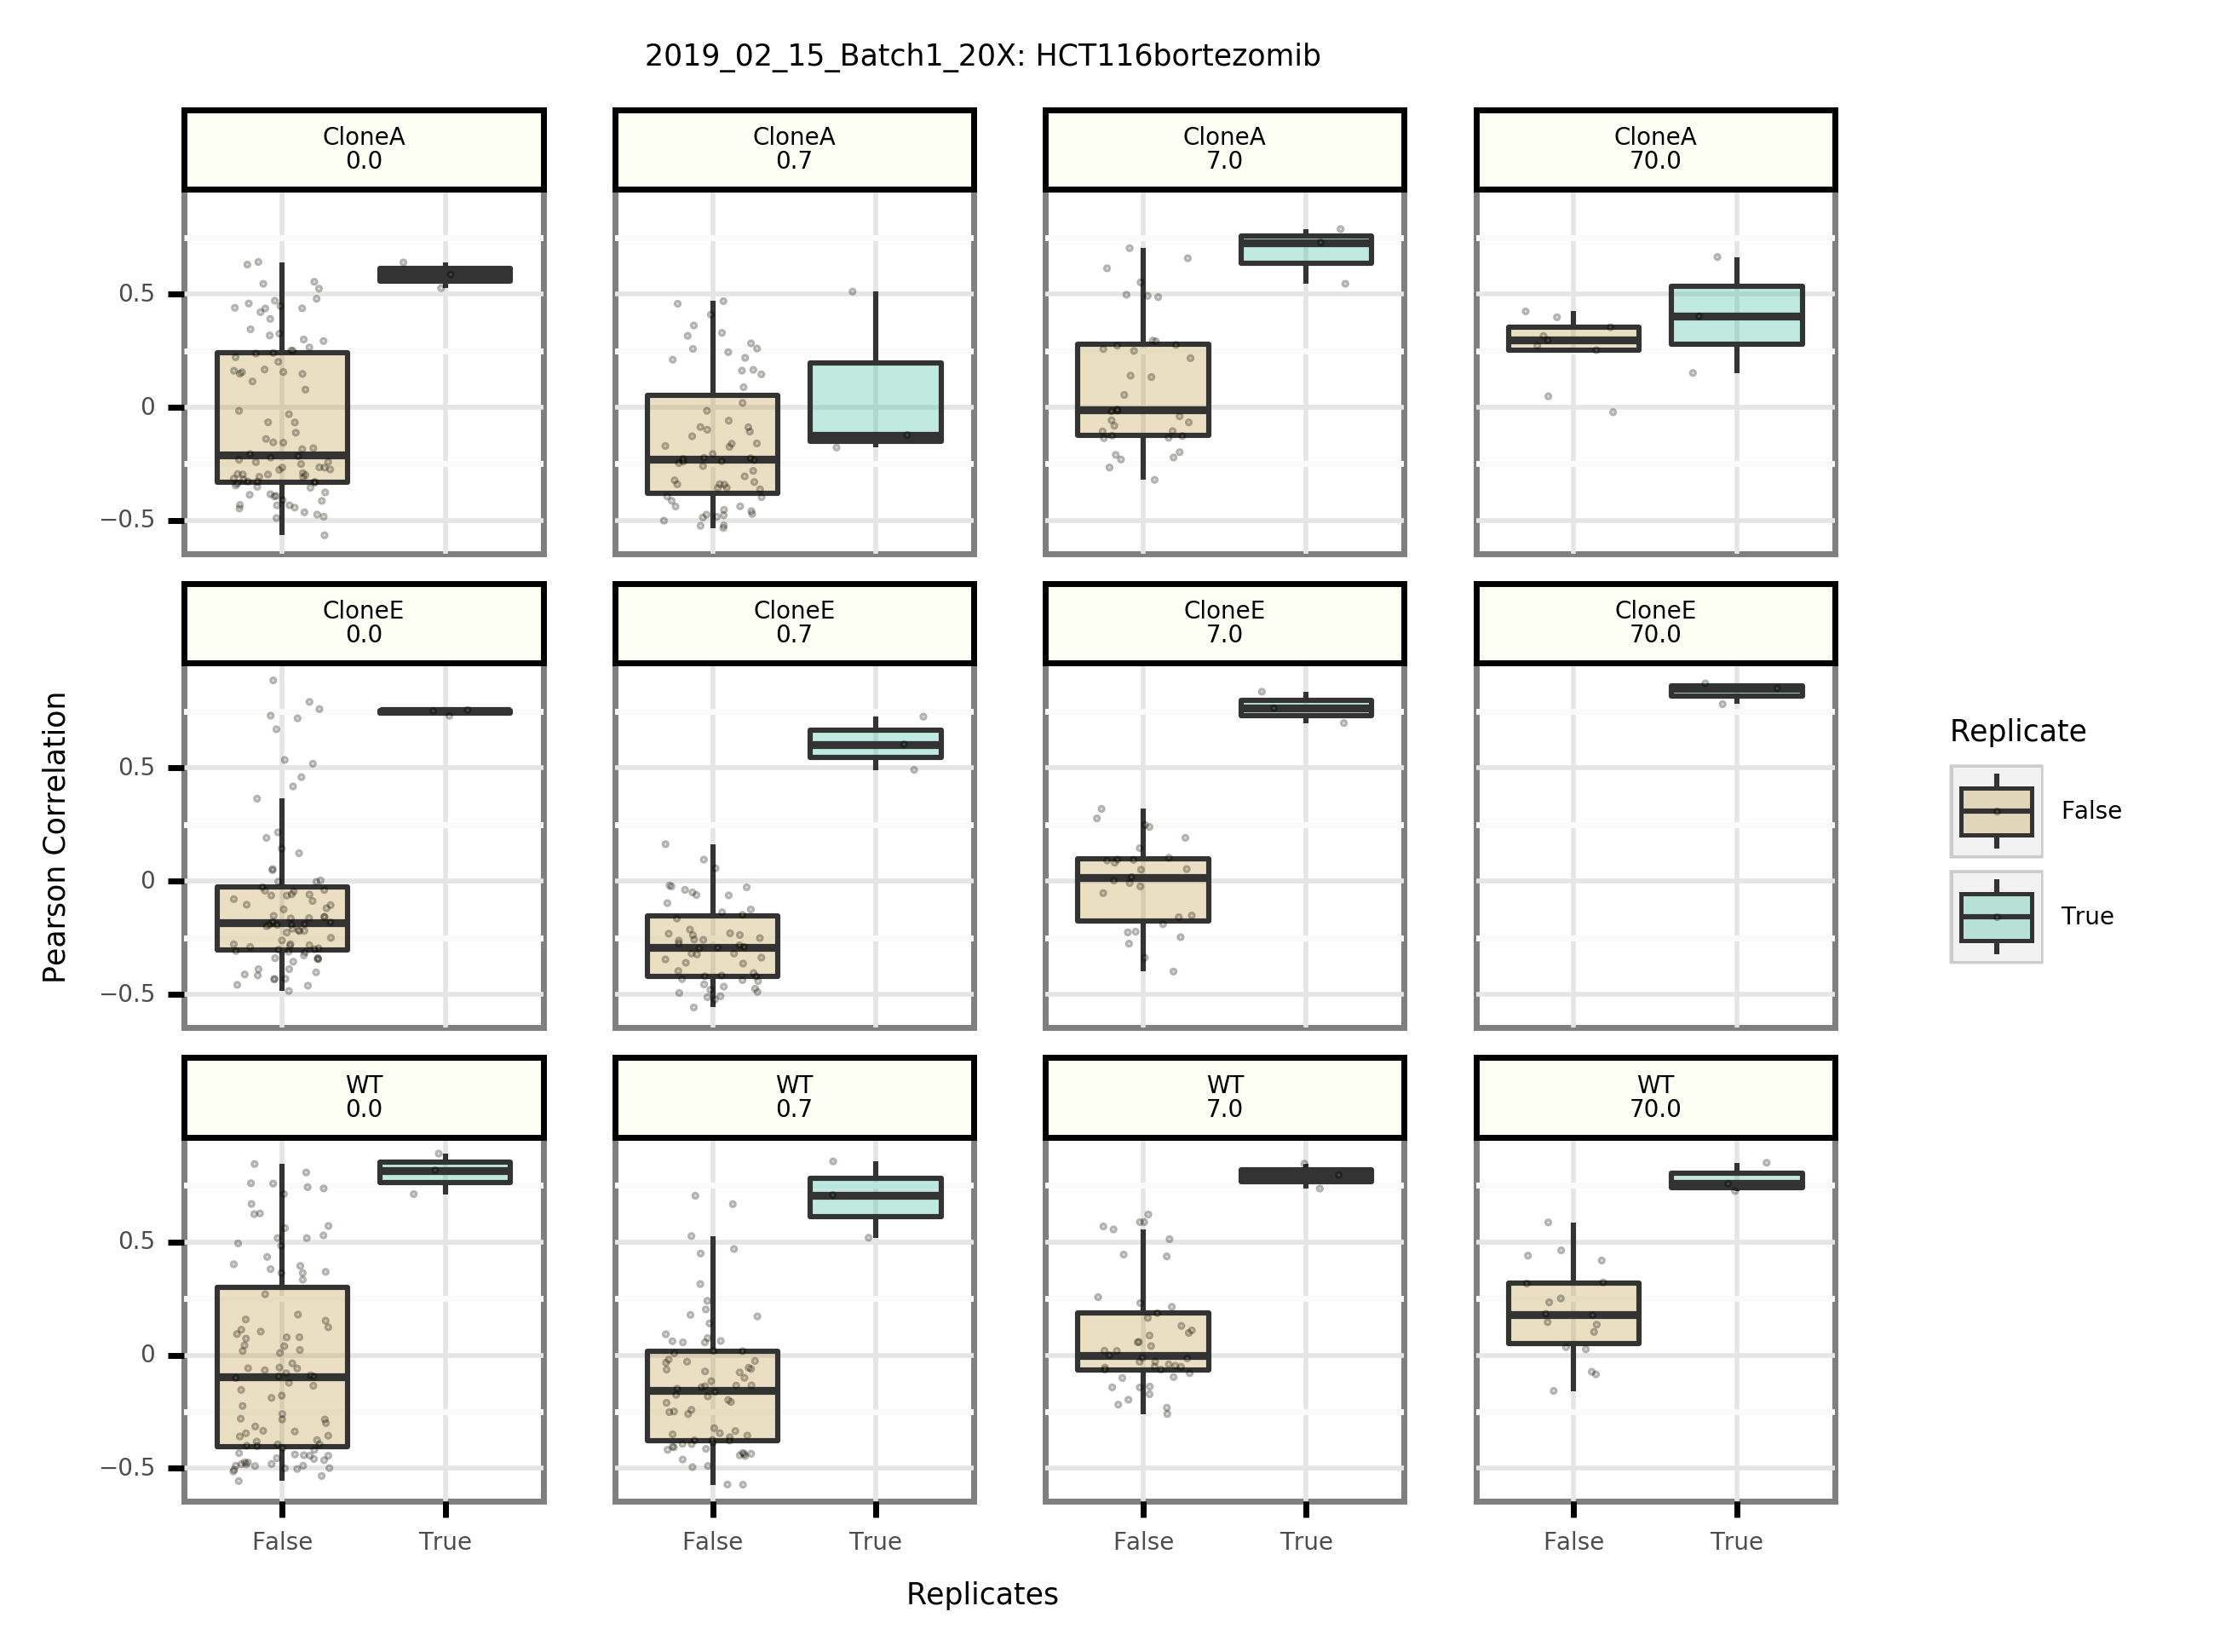 2019_02_15_Batch1_20X: HCT116bortezomib
CloneA
0.0
CloneA
0.7
CloneA
7.0
CloneA
70.0
0.5
0
−0.5
CloneE
0.0
CloneE
0.7
CloneE
7.0
CloneE
70.0
0.5
0
−0.5
WT
0.0
WT
0.7
WT
7.0
WT
70.0
0.5
0
−0.5
False
True
False
True
False
True
False
True
Replicates
Pearson Correlation
Replicate
False
True